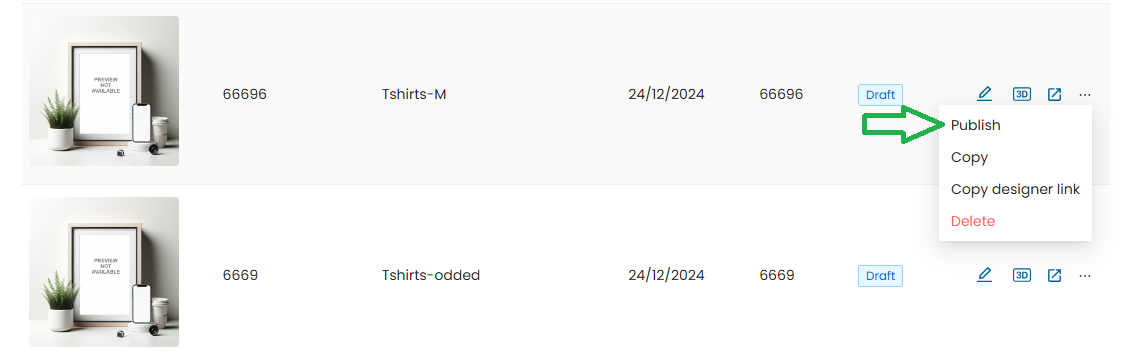 PREVIEW
NOT
AVAILABLE
66696 Tshirts-M 24/12/2024 66696 Draft 3D ...
Publish
Copy
Copy designer link
Delete
PREVIEW
NOT
AVAILABLE
6669 Tshirts-odded 24/12/2024 6669 Draft 3D ...